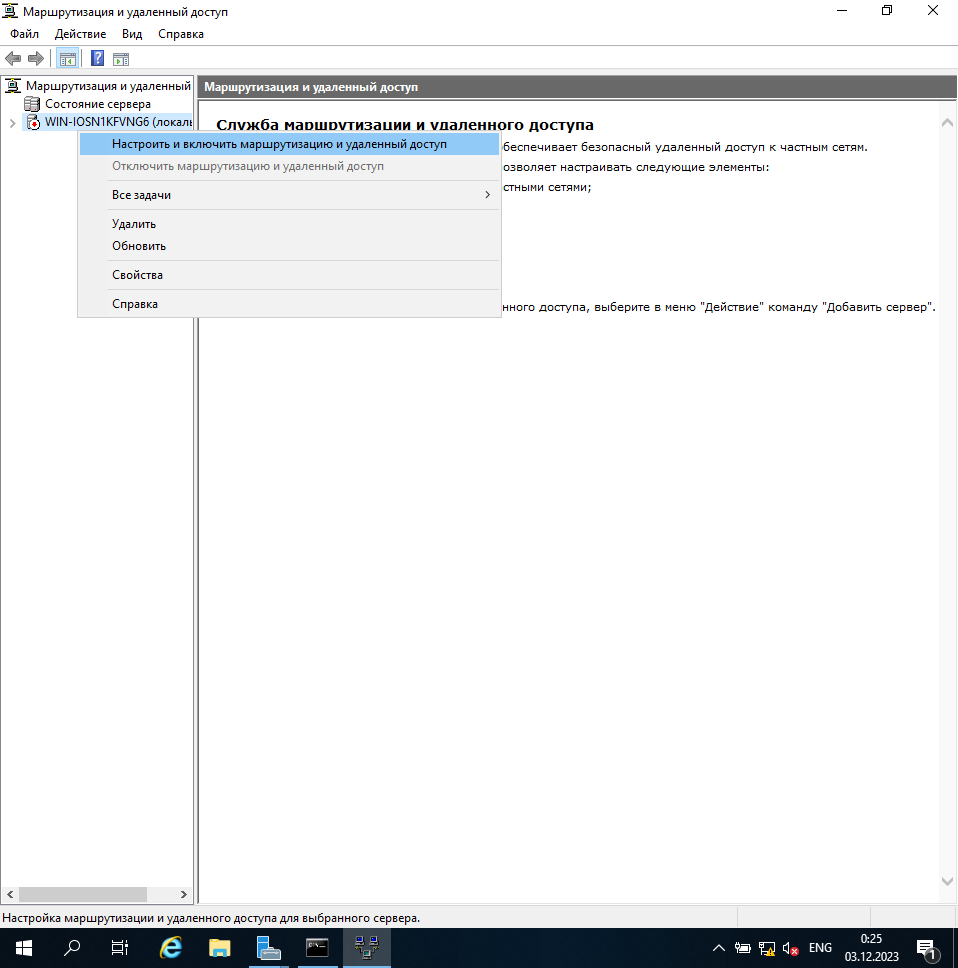 Маршрутизация и удаленный доступ
Файл Действие Вид Справка
Маршрутизация и удаленный
Состояние сервера
WIN-IOSN1KFVNG6 (локаль
Маршрутизация и удаленный доступ
Служба маршрутизации и удаленного доступа
беспечивает безопасный удаленный доступ к частным сетям.
озволяет настраивать следующие элементы:
стными сетями;
нного доступа, выберите в меню "Действие" команду "Добавить сервер".
Настроить и включить маршрутизацию и удаленный доступ
Отключить маршрутизацию и удаленный доступ
Все задачи
Удалить
Обновить
Свойства
Справка
Настройка маршрутизации и удаленного доступа для выбранного сервера.
ENG
0:25
03.12.2023
1